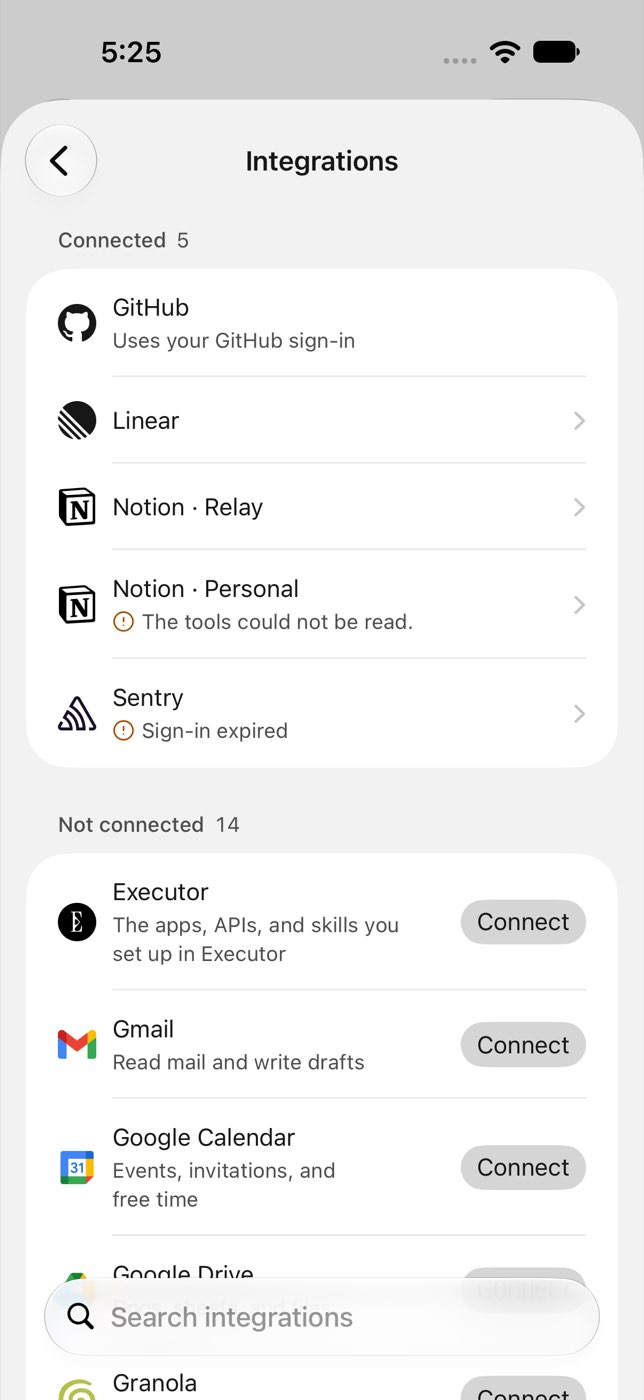 5:25
Integrations
Connected 5
GitHub
Uses your GitHub sign-in
Linear
Notion · Relay
Notion · Personal
The tools could not be read.
Sentry
Sign-in expired
Not connected 14
Executor
The apps, APIs, and skills you
set up in Executor
Connect
Gmail
Read mail and write drafts
Connect
Google Calendar
Events, invitations, and
free time
Connect
31
Google Drive
Connect
Search integrations
Granola
Connect